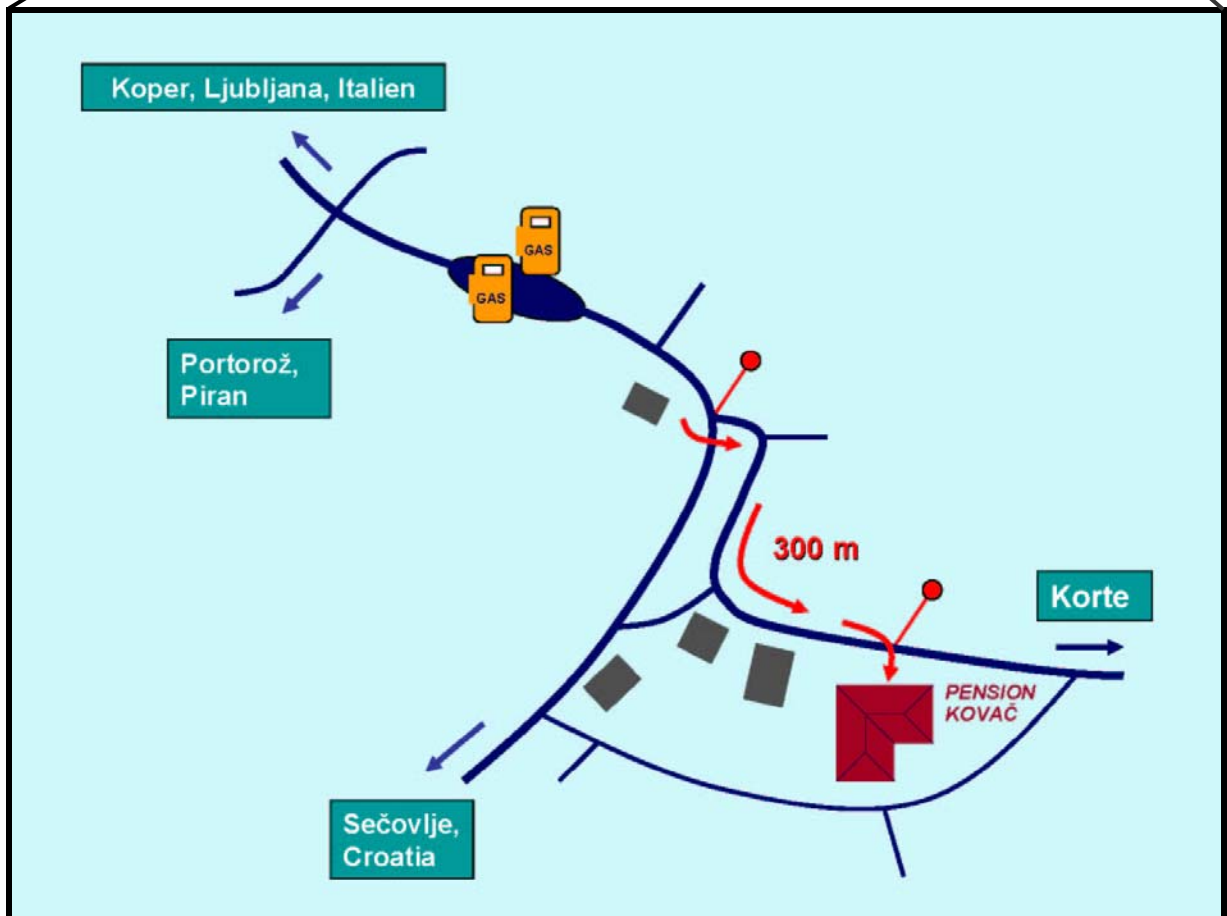 Koper, Ljubljana, Italien
GAS
GAS
Portorož,
Piran
300 m
Korte
PENSION
KOVAČ
Sečovlje,
Croatia